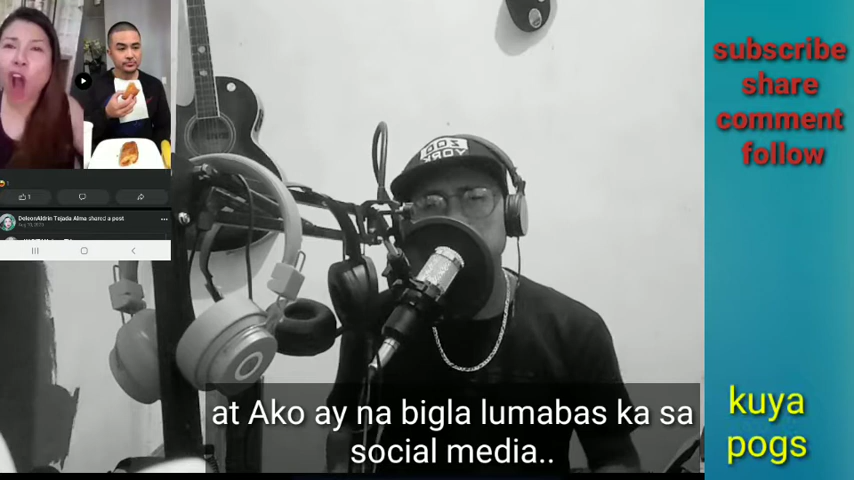 subscribe
share
comment
follow
1
DeleonAldrin Tejada Alma shared a post
at Ako ay na bigla lumabas ka sa
social media..
kuya
pogs